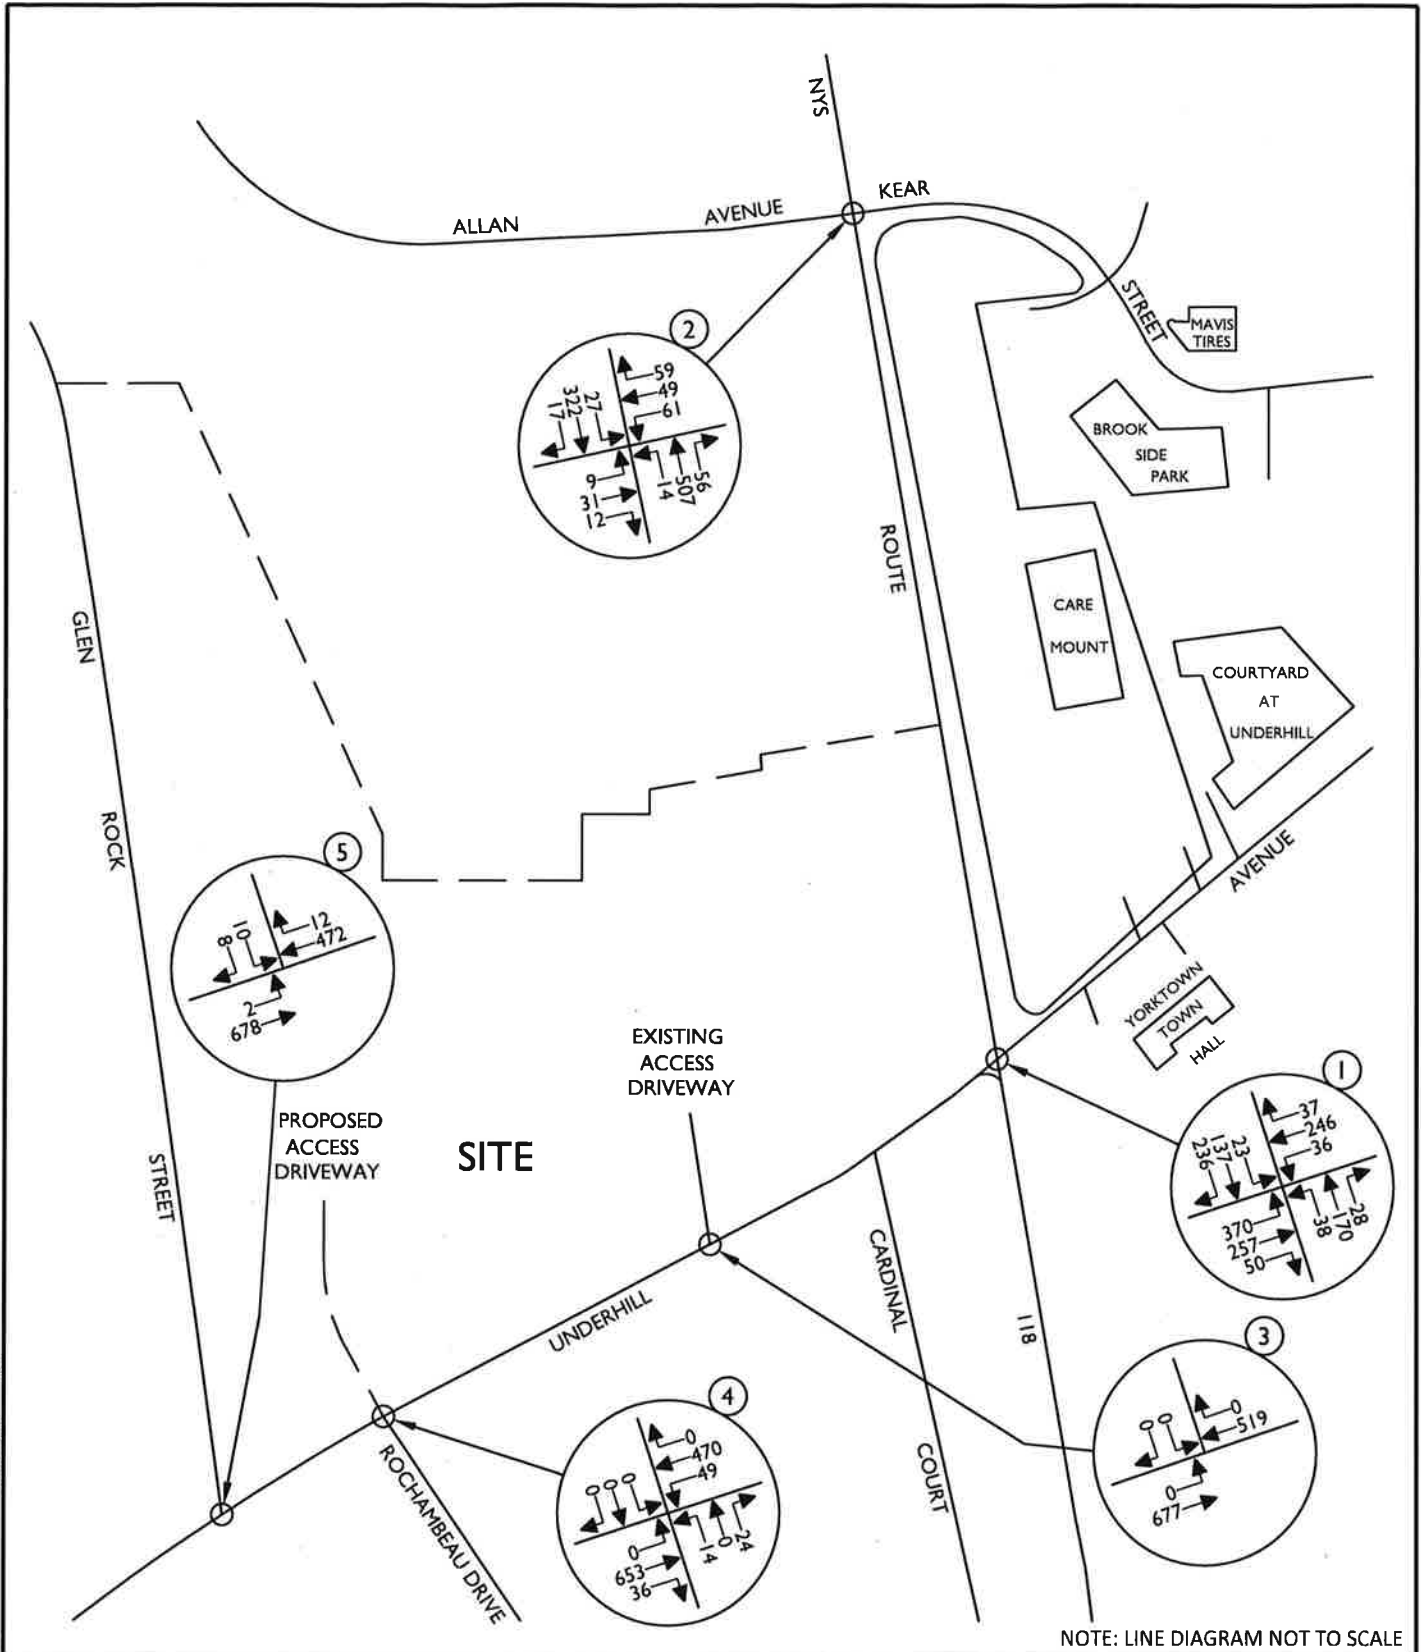 NYS
KEAR
ALLAN
AVENUE
STREET
MAVIS
TIRES
2
59
49
61
27
322
17
9
31
12
14
507
56
BROOK
SIDE
PARK
ROUTE
CARE
MOUNT
GLEN
COURTYARD
AT
UNDERHILL
ROCK
AVENUE
5
12
472
10
8
2
678
YORKTOWN
TOWN
HALL
EXISTING
ACCESS
DRIVEWAY
1
37
246
36
23
137
236
370
257
50
38
170
28
PROPOSED
ACCESS
DRIVEWAY
SITE
STREET
CARDINAL
UNDERHILL
118
3
0
519
0
0
0
677
4
0
470
49
0
0
0
0
653
36
14
0
24
ROCHAMBEAU DRIVE
COURT
NOTE: LINE DIAGRAM NOT TO SCALE